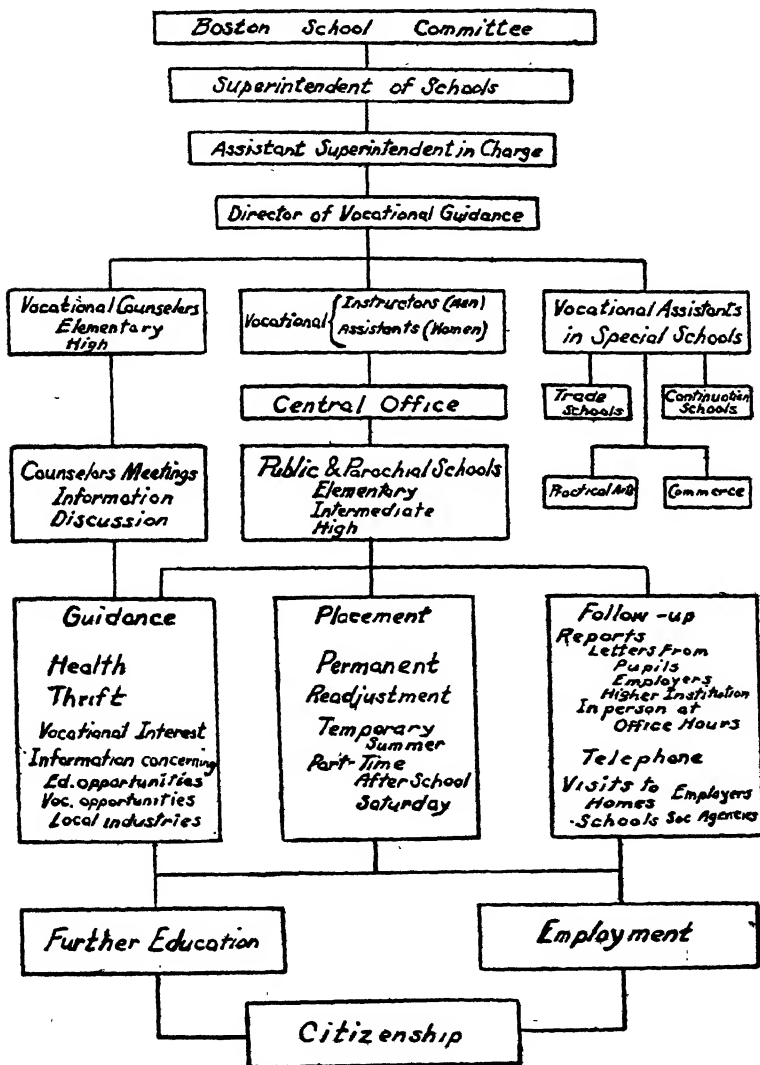 Boston School Committee
Superintendent of Schools
Assistant Superintendent in Charge
Director of Vocational Guidance
Vocational Counselers
Elementary
High
Vocational { Instructors (Men)
Assistants (Women)
Vocational Assistants
in Special Schools
Trade
Schools
Continuation
Schools
Practical Arts
Commerce
Central Office
Counselors Meetings
Information
Discussion
Public & Parochial Schools
Elementary
Intermediate
High
Guidance
Health
Thrift
Vocational Interest
Information concerning
Ed. opportunities
Voc. opportunities
Local industries
Placement
Permanent
Readjustment
Temporary
Summer
Part-Time
After School
Saturday
Follow-up
Reports
Letters From
Pupils
Employers
Higher Institution
In person at
Office Hours
Telephone
Visits to
Homes Employers
Schools Soc Agencies
Further Education
Employment
Citizenship